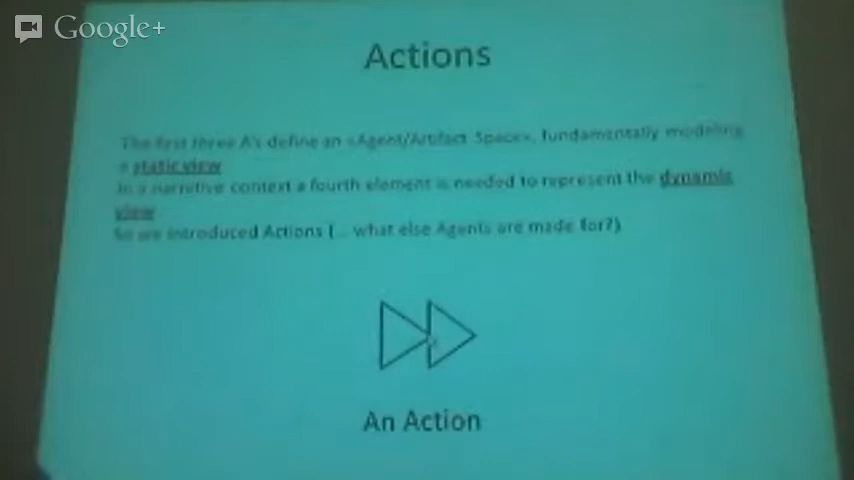 Google+
Actions
The first three A's define an «Agent/Artifact Space», fundamentally modeling
a static view
In a narrative context a fourth element is needed to represent the dynamic
view
So we introduced Actions (... what else Agents are made for?)
An Action